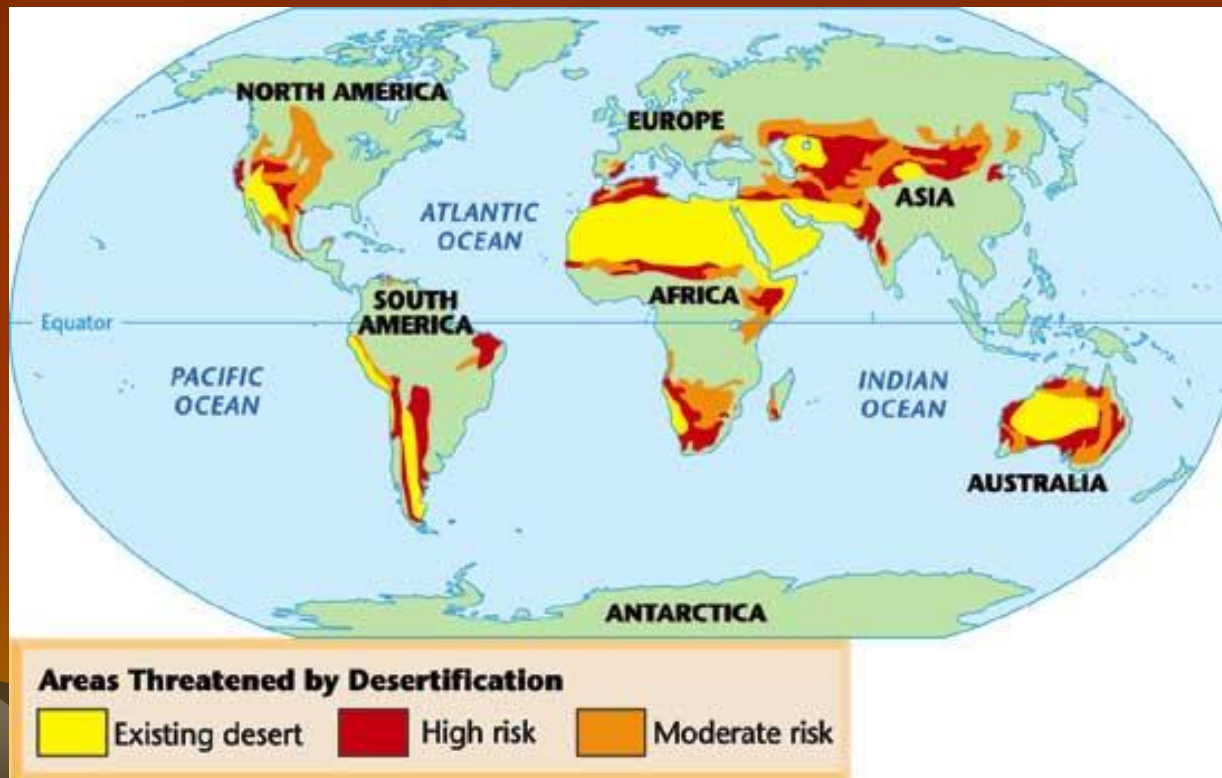 NORTH AMERICA
EUROPE
ASIA
ATLANTIC
OCEAN
AFRICA
SOUTH
AMERICA
Equator
PACIFIC
OCEAN
INDIAN
OCEAN
AUSTRALIA
ANTARCTICA
Areas Threatened by Desertification
Existing desert
High risk
Moderate risk